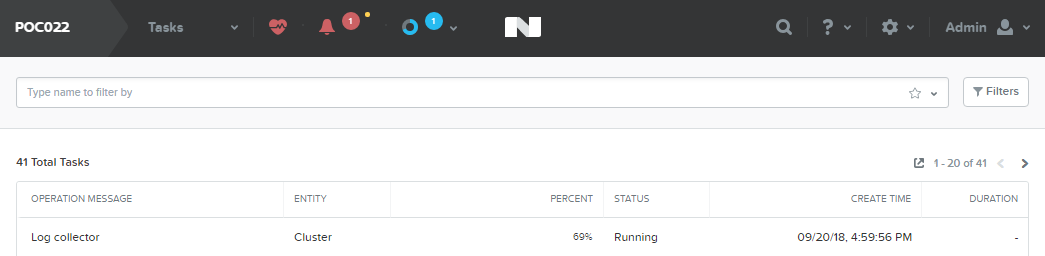 POC022 Tasks 1 1 Admin
Type name to filter by Filters
41 Total Tasks 1 - 20 of 41
OPERATION MESSAGE ENTITY PERCENT STATUS CREATE TIME DURATION
Log collector Cluster 69% Running 09/20/18, 4:59:56 PM -